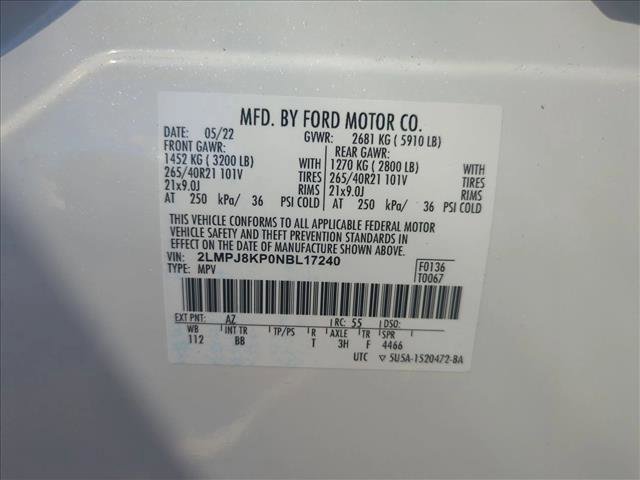 MFD. BY FORD MOTOR CO.
DATE: 05/22 GVWR: 2681 KG ( 5910 LB)
FRONT GAWR: REAR GAWR:
1452 KG ( 3200 LB) WITH 1270 KG ( 2800 LB) WITH
265/40R21 101V TIRES 265/40R21 101V TIRES
21x9.0J RIMS 21x9.0J RIMS
AT 250 kPa/ 36 PSI COLD AT 250 kPa/ 36 PSI COLD
THIS VEHICLE CONFORMS TO ALL APPLICABLE FEDERAL MOTOR
VEHICLE SAFETY AND THEFT PREVENTION STANDARDS IN
EFFECT ON THE DATE OF MANUFACTURE SHOWN ABOVE.
VIN: 2LMPJ8KP0NBL17240 F0136
TYPE: MPV T0067
EXT PNT: AZ RC: 55 DSO:
WB INT TR TP/PS R AXLE TR SPR
112 BB T 3H F 4466
UTC ▽ 5U5A-1520472-BA